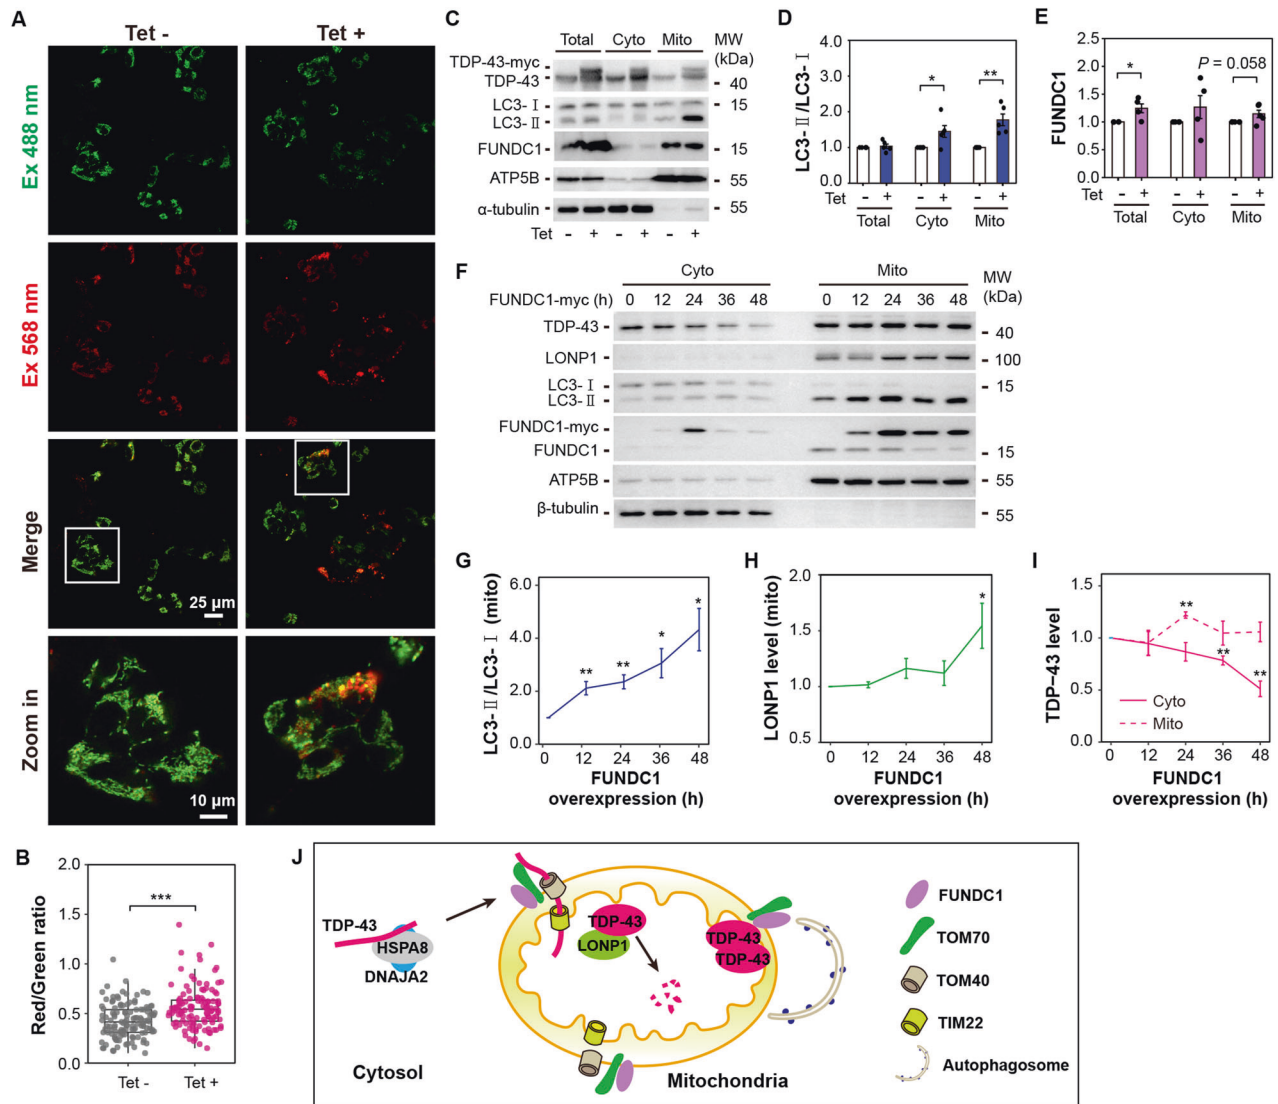 A
Tet -
Tet +
Ex 488 nm
Ex 568 nm
Merge
25 µm
Zoom in
10 µm
B
Red/Green ratio
2.0
1.5
1.0
0.5
0.0
***
Tet -
Tet +
C
Total
Cyto
Mito
MW
(kDa)
TDP-43-myc
TDP-43
40
LC3-Ⅰ
15
LC3-Ⅱ
FUNDC1
15
ATP5B
55
α-tubulin
55
Tet - + - + - +
D
LC3-Ⅱ/LC3-Ⅰ
4.0
3.0
2.0
1.0
0.0
*
**
Tet - + - + - +
Total
Cyto
Mito
E
FUNDC1
2.5
2.0
1.5
1.0
0.5
0.0
*
P = 0.058
Tet - + - + - +
Total
Cyto
Mito
F
Cyto
Mito
MW
(kDa)
FUNDC1-myc (h) 0 12 24 36 48 0 12 24 36 48
TDP-43
40
LONP1
100
LC3-Ⅰ
15
LC3-Ⅱ
FUNDC1-myc
FUNDC1
15
ATP5B
55
β-tubulin
55
G
LC3-Ⅱ/LC3-Ⅰ (mito)
6.0
4.0
2.0
0.0
**
**
*
*
0 12 24 36 48
FUNDC1
overexpression (h)
H
LONP1 level (mito)
2.0
1.5
1.0
0.5
*
0 12 24 36 48
FUNDC1
overexpression (h)
I
TDP-43 level
1.5
1.0
0.5
0.0
**
**
**
Cyto
Mito
0 12 24 36 48
FUNDC1
overexpression (h)
J
TDP-43
HSPA8
DNAJA2
TDP-43
LONP1
TDP-43
TDP-43
Cytosol
Mitochondria
FUNDC1
TOM70
TOM40
TIM22
Autophagosome